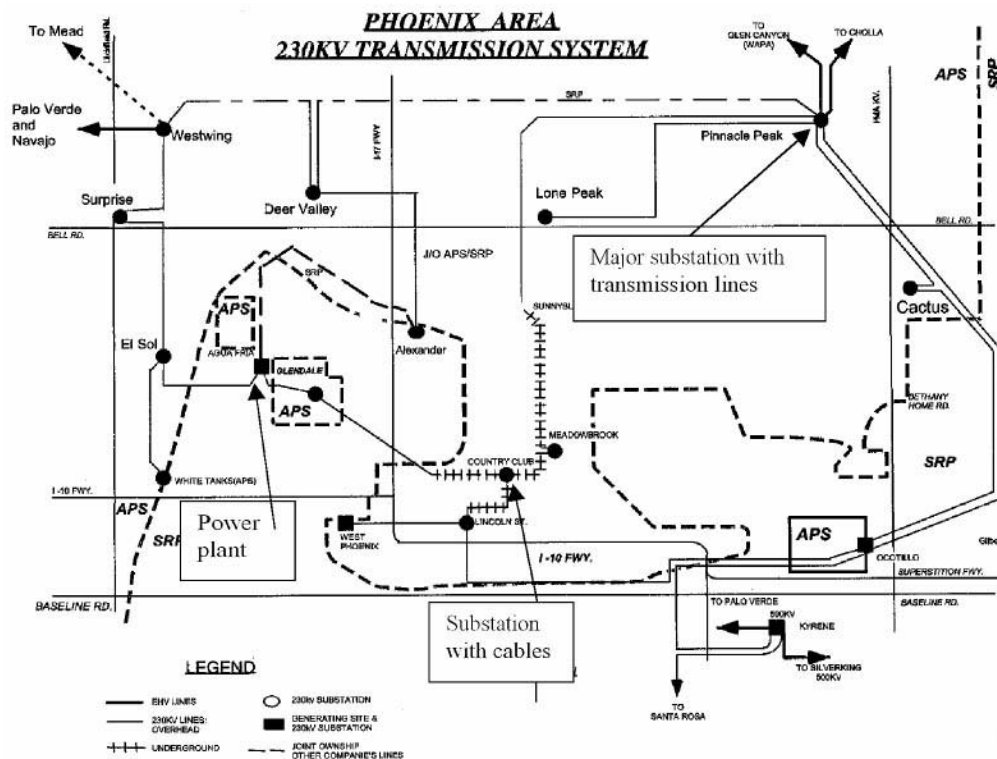 PHOENIX AREA
230KV TRANSMISSION SYSTEM
To Mead
Palo Verde
and
Navajo
Westwing
SRP
I-17 FWY
TO
GLEN CANYON
(WAPA)
TO CHOLLA
APS
SRP
Pinnacle Peak
Surprise
Deer Valley
Lone Peak
BELL RD.
BELL RD.
J/O APS/SRP
SRP
Major substation with
transmission lines
Cactus
APS
El Sol
AGUA FRIA
GLENDALE
APS
Alexander
BETHANY
HOME RD.
MEADOWBROOK
COUNTRY CLUB
SRP
WHITE TANKS(APS)
I -10 FWY.
APS
SRP
Power
plant
WEST
PHOENIX
LINCOLN ST.
I -10 FWY.
APS
OCOTILLO
SUPERSTITION FWY.
BASELINE RD.
BASELINE RD.
Substation
with cables
TO PALO VERDE
500KV
KYRENE
TO SILVERKING
500KV
TO
SANTA ROSA
LEGEND
EHV LINES
230KV LINES:
OVERHEAD
UNDERGROUND
230kv SUBSTATION
GENERATING SITE &
230KV SUBSTATION
JOINT OWNERSHIP
OTHER COMPANIE'S LINES